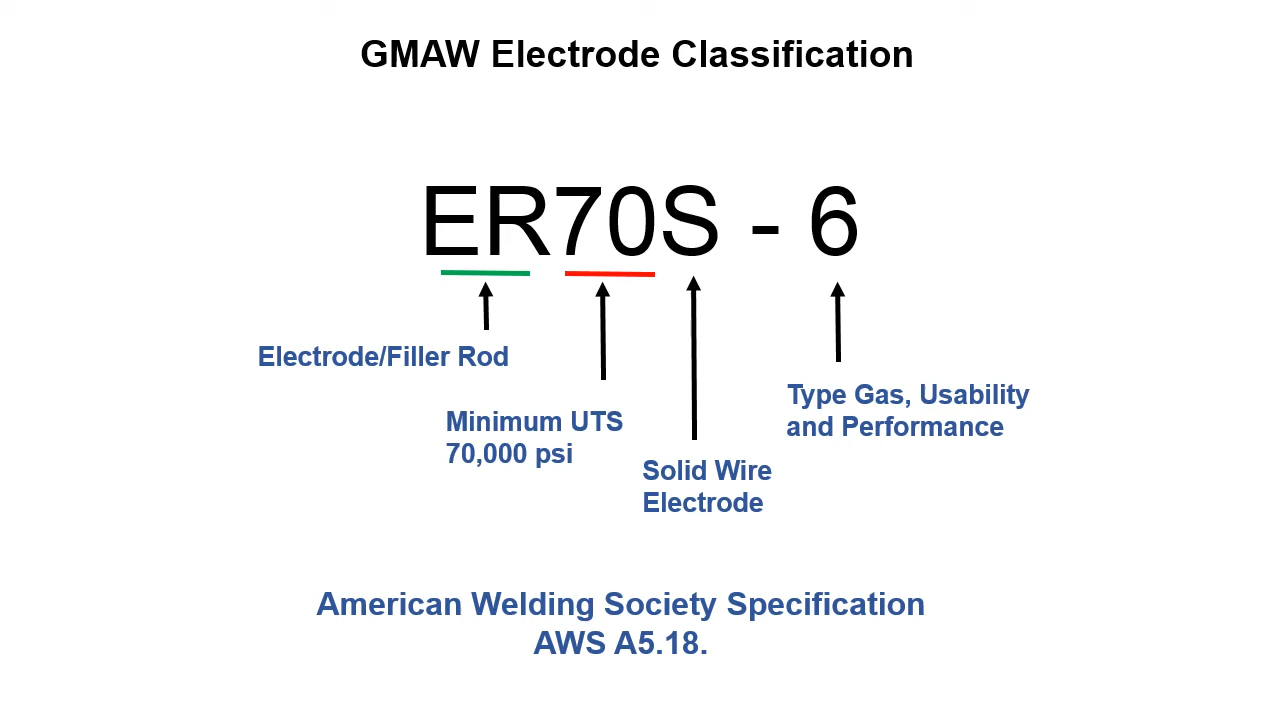 GMAW Electrode Classification
ER70S - 6
Electrode/Filler Rod
Minimum UTS
70,000 psi
Solid Wire
Electrode
Type Gas, Usability
and Performance
American Welding Society Specification
AWS A5.18.